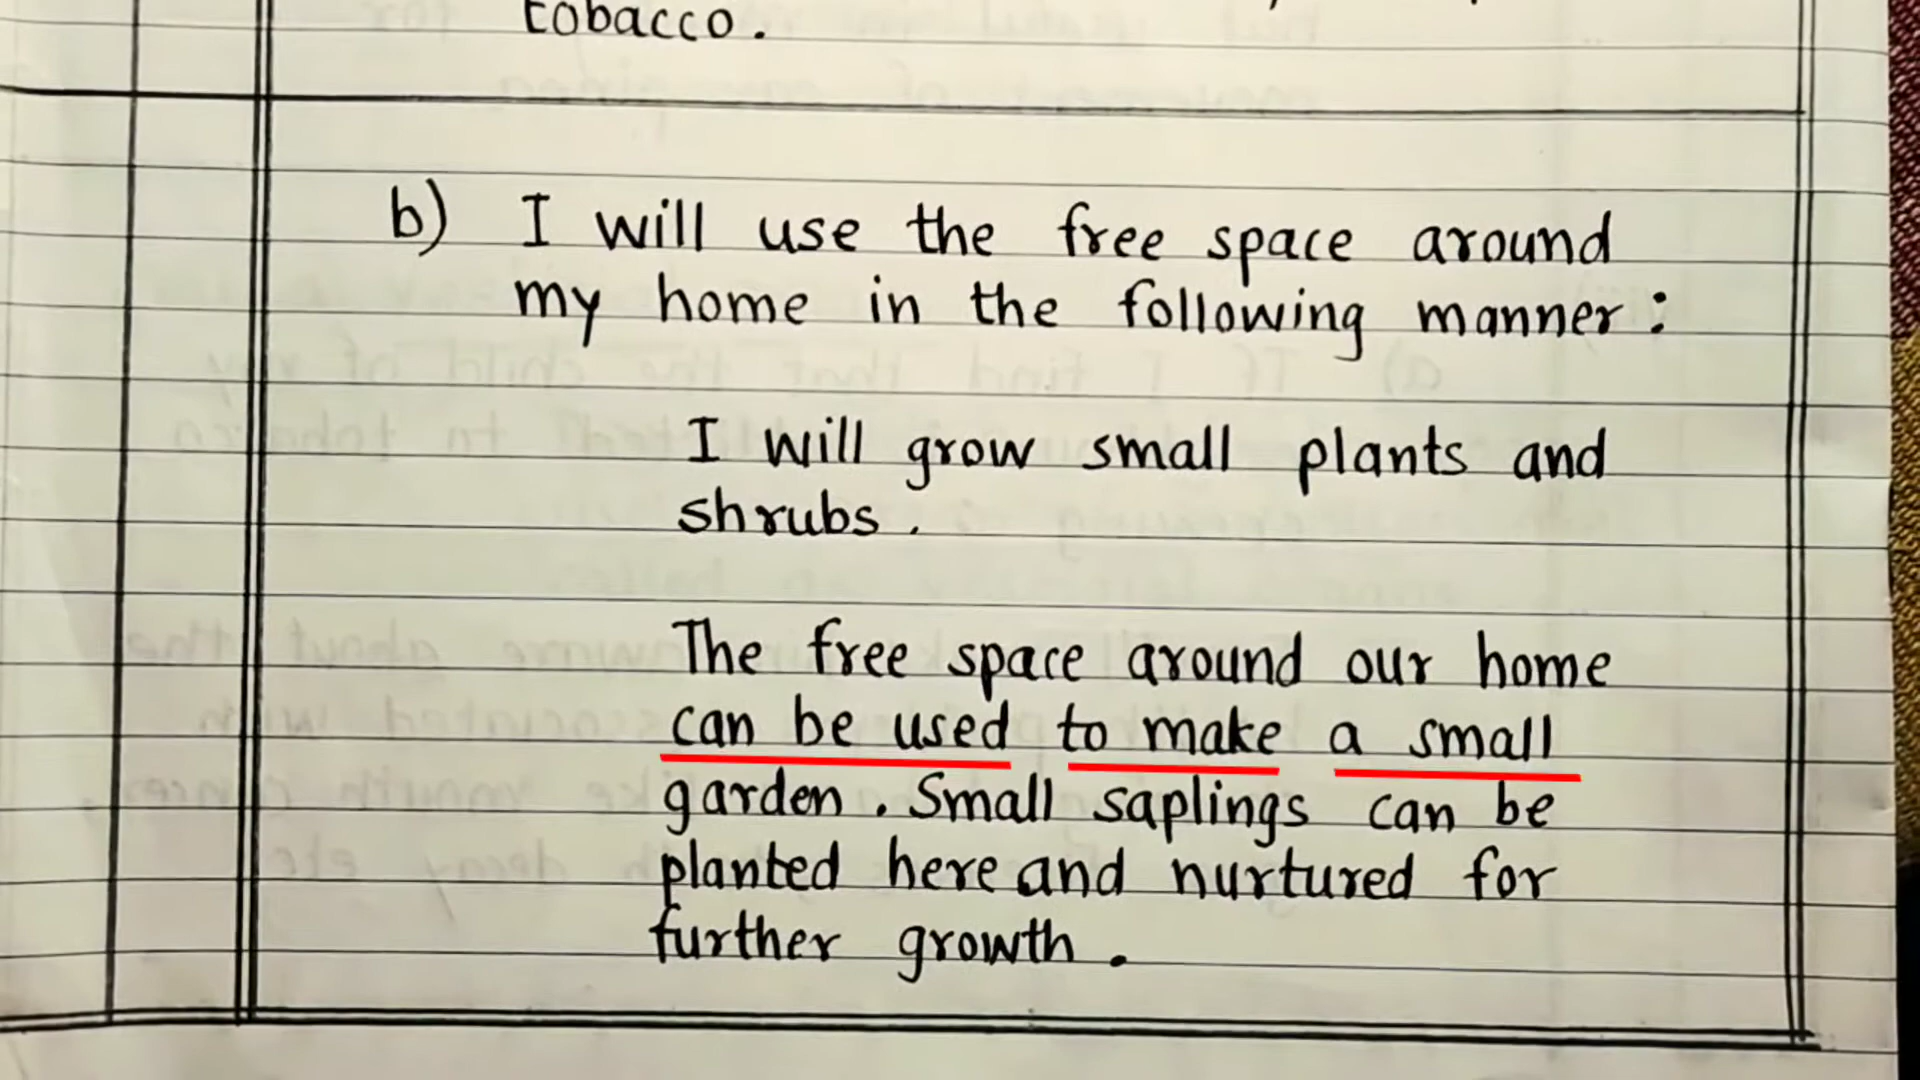 tobacco.
b) I will use the free space around
my home in the following manner:
I will grow small plants and
shrubs.
The free space around our home
can be used to make a small
garden. Small saplings can be
planted here and nurtured for
further growth.